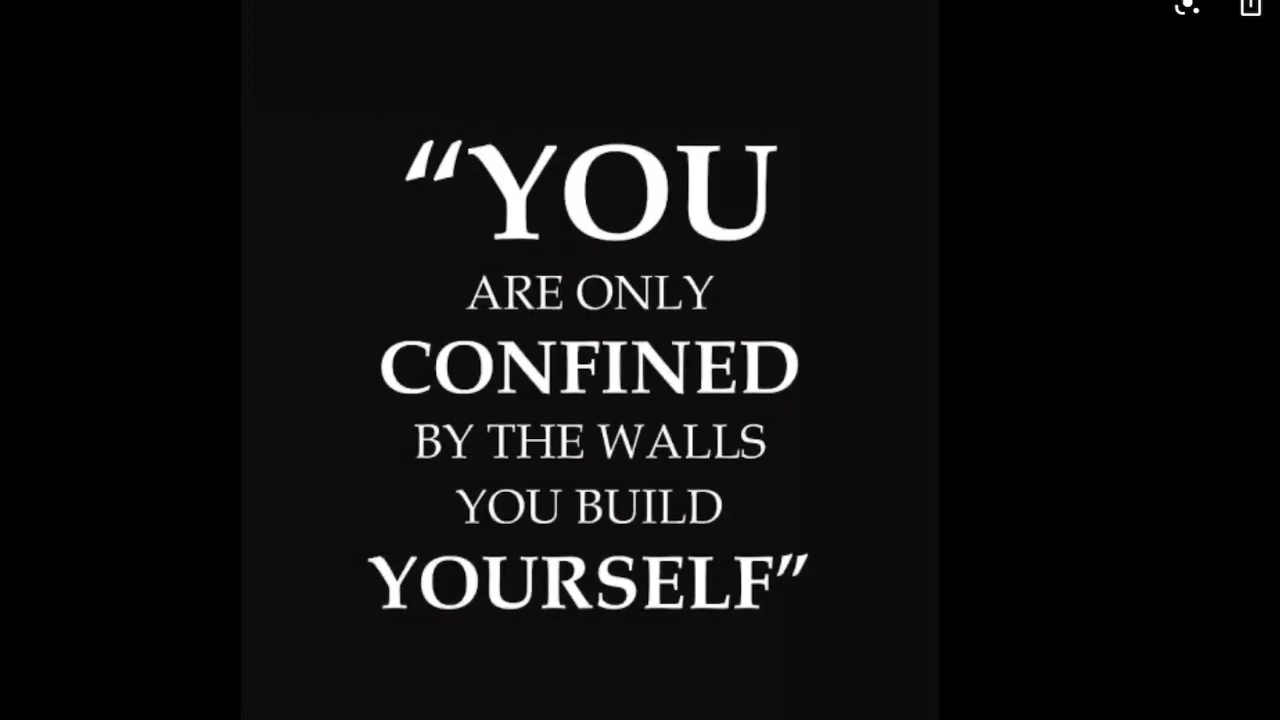 “YOU
ARE ONLY
CONFINED
BY THE WALLS
YOU BUILD
YOURSELF”